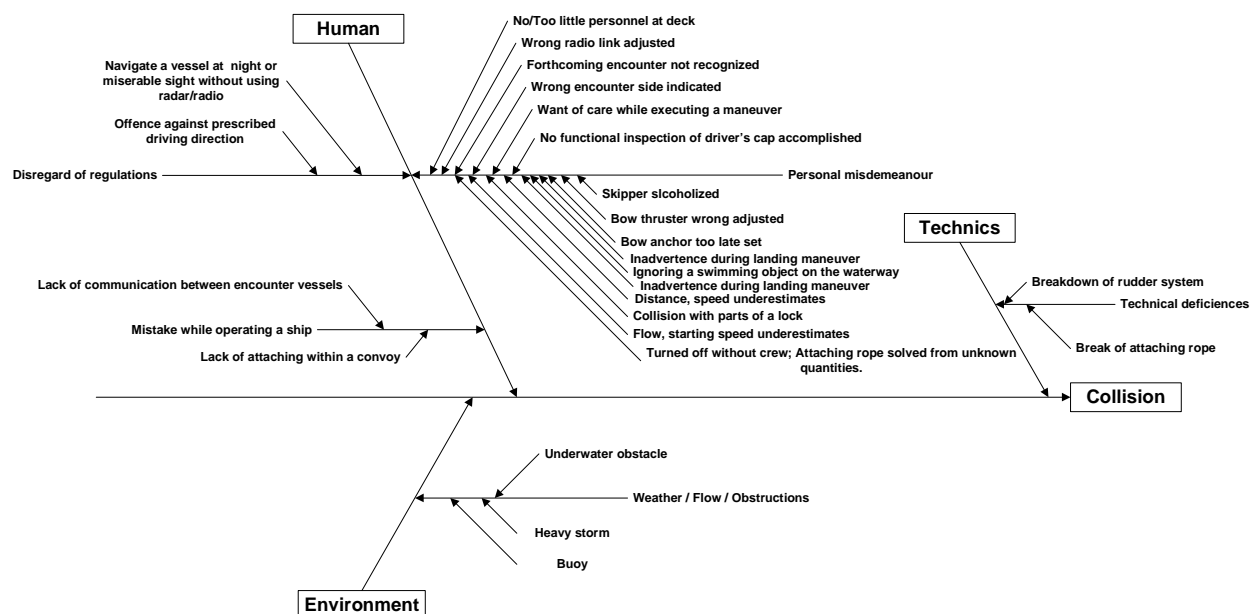 Human
No/Too little personnel at deck
Wrong radio link adjusted
Forthcoming encounter not recognized
Wrong encounter side indicated
Want of care while executing a maneuver
No functional inspection of driver's cap accomplished
Navigate a vessel at night or
miserable sight without using
radar/radio
Offence against prescribed
driving direction
Disregard of regulations
Personal misdemeanour
Skipper slcoholized
Bow thruster wrong adjusted
Bow anchor too late set
Inadvertence during landing maneuver
Ignoring a swimming object on the waterway
Inadvertence during landing maneuver
Distance, speed underestimates
Collision with parts of a lock
Flow, starting speed underestimates
Turned off without crew; Attaching rope solved from unknown
quantities.
Technics
Breakdown of rudder system
Technical deficiences
Break of attaching rope
Lack of communication between encounter vessels
Mistake while operating a ship
Lack of attaching within a convoy
Collision
Underwater obstacle
Weather / Flow / Obstructions
Heavy storm
Buoy
Environment